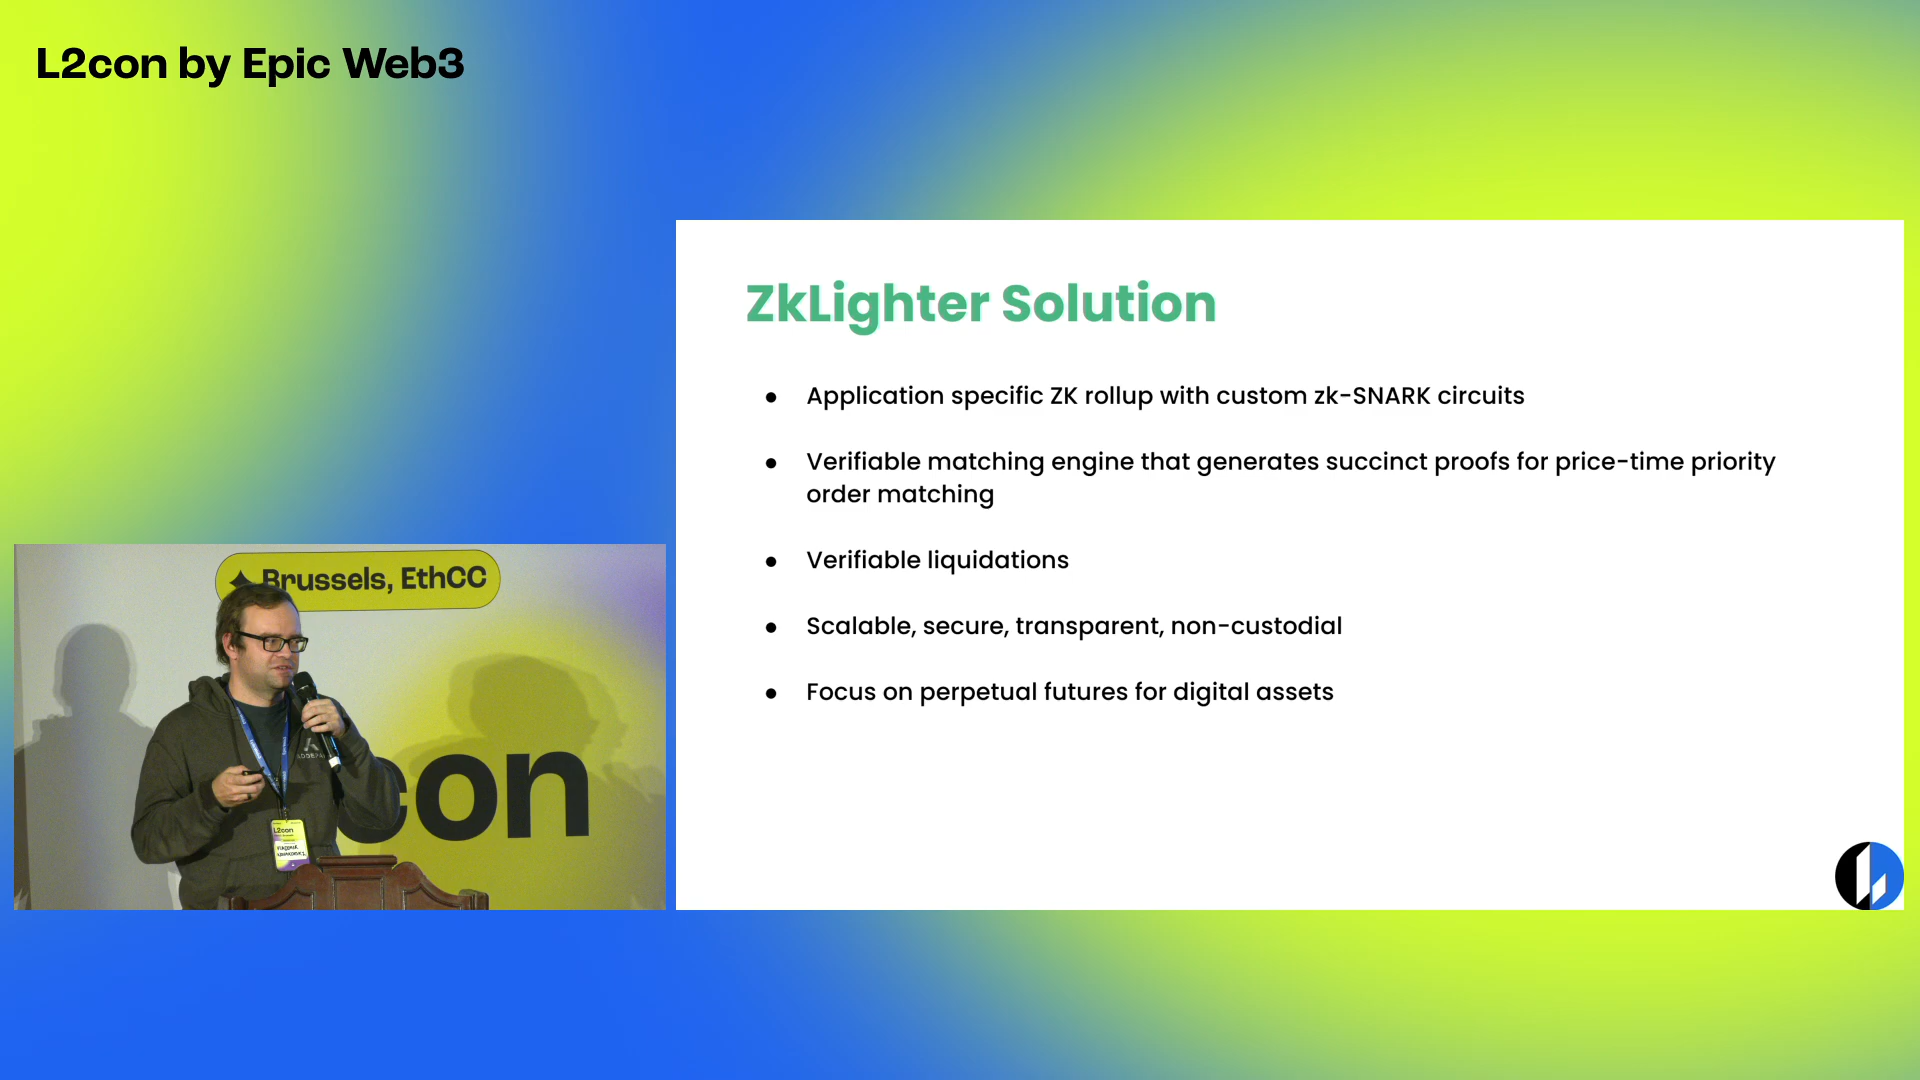 L2con by Epic Web3
ZkLighter Solution
● Application specific ZK rollup with custom zk-SNARK circuits
● Verifiable matching engine that generates succinct proofs for price-time priority
order matching
● Verifiable liquidations
● Scalable, secure, transparent, non-custodial
● Focus on perpetual futures for digital assets
Brussels, EthCC
con
L2con